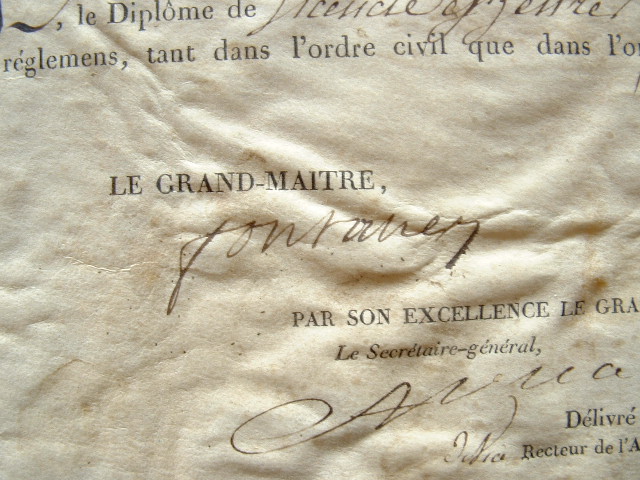 , le Diplôme de Licencié ès Lettres
réglemens, tant dans l'ordre civil que dans l'or
LE GRAND-MAITRE,
fontanes
PAR SON EXCELLENCE LE GRA
Le Secrétaire-général,
Délivré
Recteur de l'A